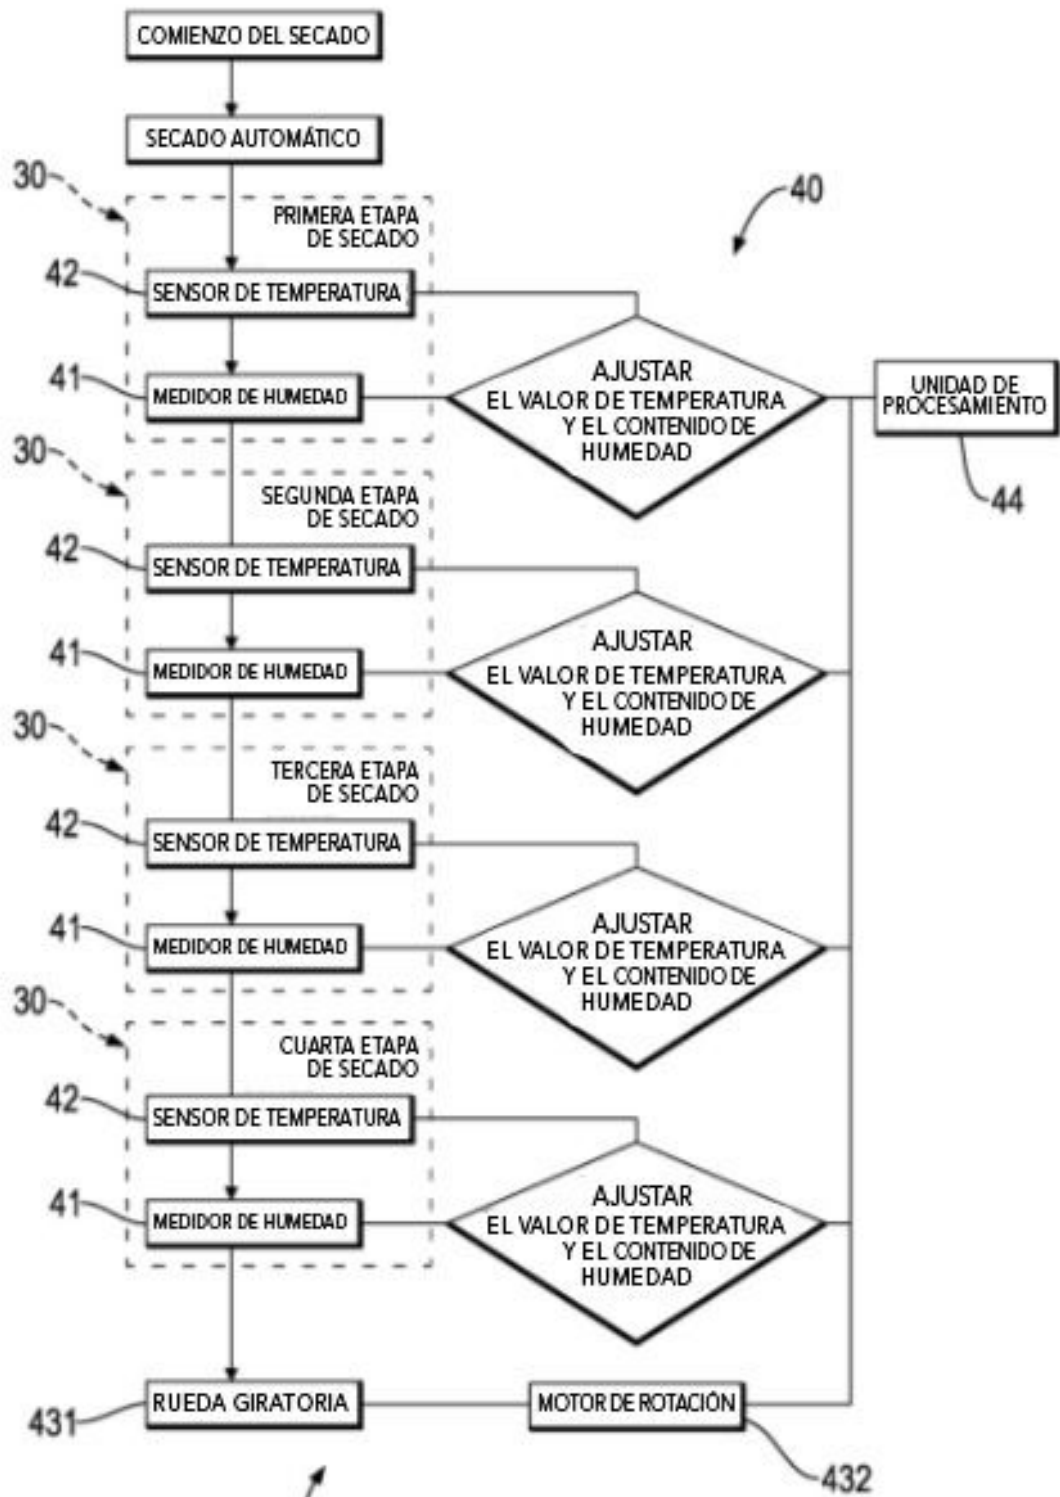 COMIENZO DEL SECADO
SECADO AUTOMÁTICO
30
40
PRIMERA ETAPA
DE SECADO
42
SENSOR DE TEMPERATURA
41
MEDIDOR DE HUMEDAD
AJUSTAR
EL VALOR DE TEMPERATURA
Y EL CONTENIDO DE
HUMEDAD
UNIDAD DE
PROCESAMIENTO
44
30
SEGUNDA ETAPA
DE SECADO
42
SENSOR DE TEMPERATURA
41
MEDIDOR DE HUMEDAD
AJUSTAR
EL VALOR DE TEMPERATURA
Y EL CONTENIDO DE
HUMEDAD
30
TERCERA ETAPA
DE SECADO
42
SENSOR DE TEMPERATURA
41
MEDIDOR DE HUMEDAD
AJUSTAR
EL VALOR DE TEMPERATURA
Y EL CONTENIDO DE
HUMEDAD
30
CUARTA ETAPA
DE SECADO
42
SENSOR DE TEMPERATURA
41
MEDIDOR DE HUMEDAD
AJUSTAR
EL VALOR DE TEMPERATURA
Y EL CONTENIDO DE
HUMEDAD
431
RUEDA GIRATORIA
MOTOR DE ROTACIÓN
432